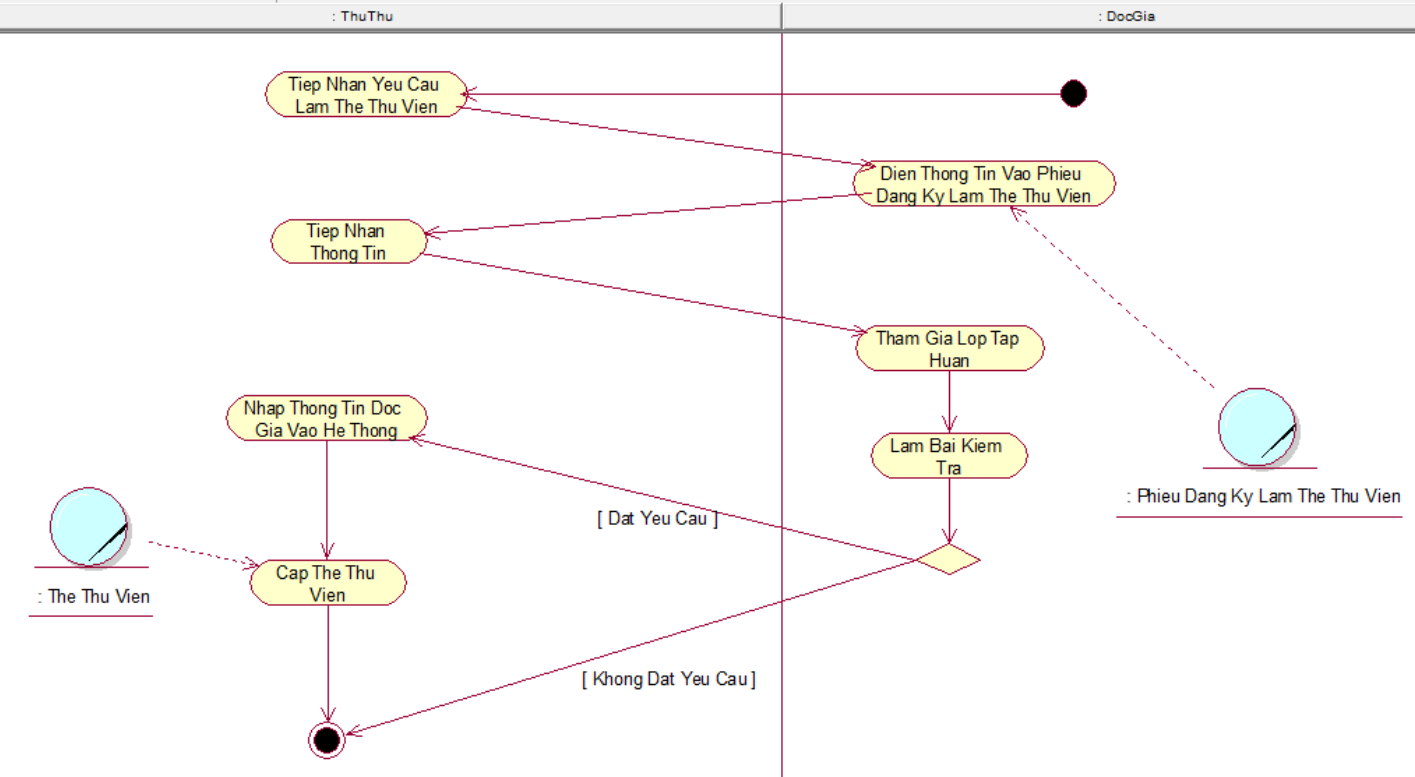 : ThuThu
: DocGia
Tiep Nhan Yeu Cau
Lam The Thu Vien
Dien Thong Tin Vao Phieu
Dang Ky Lam The Thu Vien
Tiep Nhan
Thong Tin
Tham Gia Lop Tap
Huan
Nhap Thong Tin Doc
Gia Vao He Thong
Lam Bai Kiem
Tra
: Phieu Dang Ky Lam The Thu Vien
[ Dat Yeu Cau ]
Cap The Thu
Vien
: The Thu Vien
[ Khong Dat Yeu Cau ]